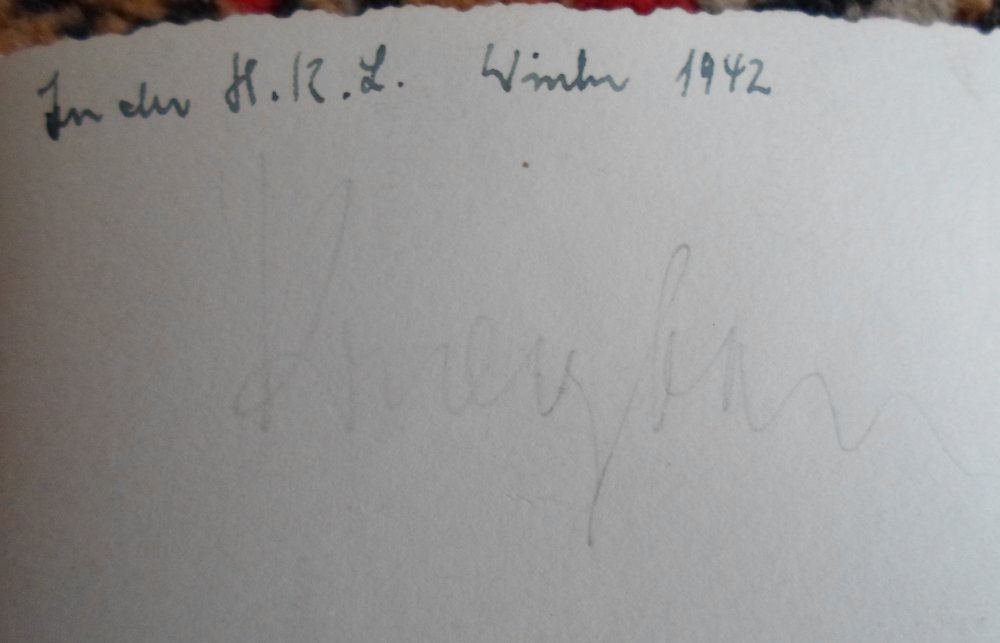 In der H.K.L. Winter 1942